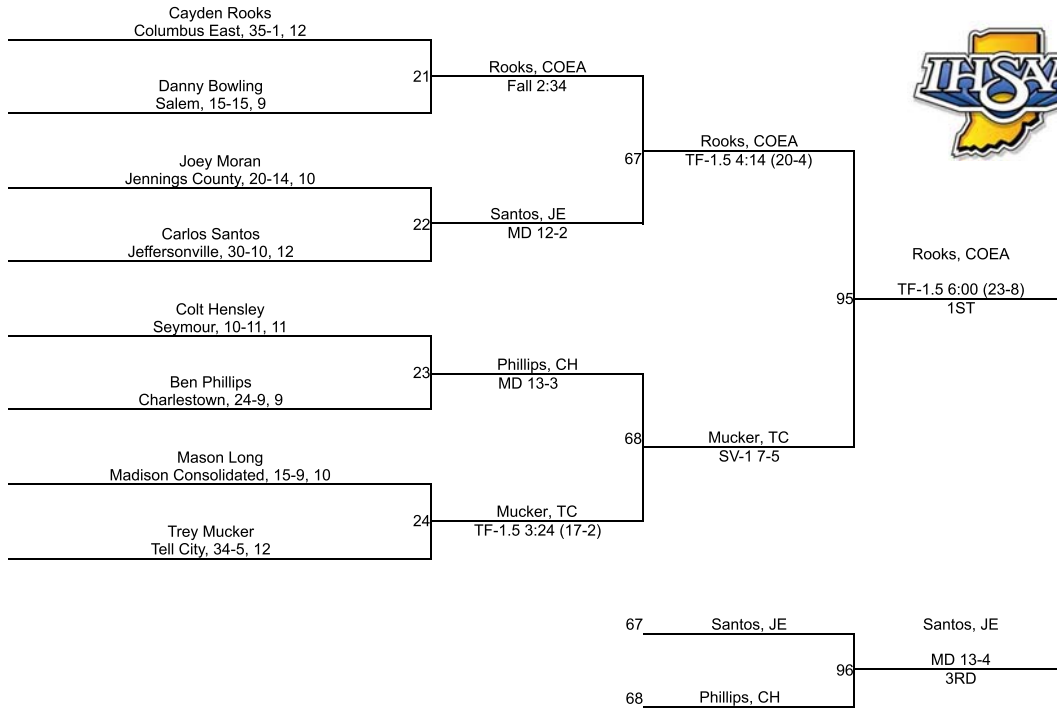 Cayden Rooks
Columbus East, 35-1, 12
21
Rooks, COEA
Fall 2:34
Danny Bowling
Salem, 15-15, 9
67
Rooks, COEA
TF-1.5 4:14 (20-4)
Joey Moran
Jennings County, 20-14, 10
22
Santos, JE
MD 12-2
Carlos Santos
Jeffersonville, 30-10, 12
95
Rooks, COEA
TF-1.5 6:00 (23-8)
1ST
Colt Hensley
Seymour, 10-11, 11
23
Phillips, CH
MD 13-3
Ben Phillips
Charlestown, 24-9, 9
68
Mucker, TC
SV-1 7-5
Mason Long
Madison Consolidated, 15-9, 10
24
Mucker, TC
TF-1.5 3:24 (17-2)
Trey Mucker
Tell City, 34-5, 12
67
Santos, JE
96
Santos, JE
MD 13-4
3RD
68
Phillips, CH
IHSAA